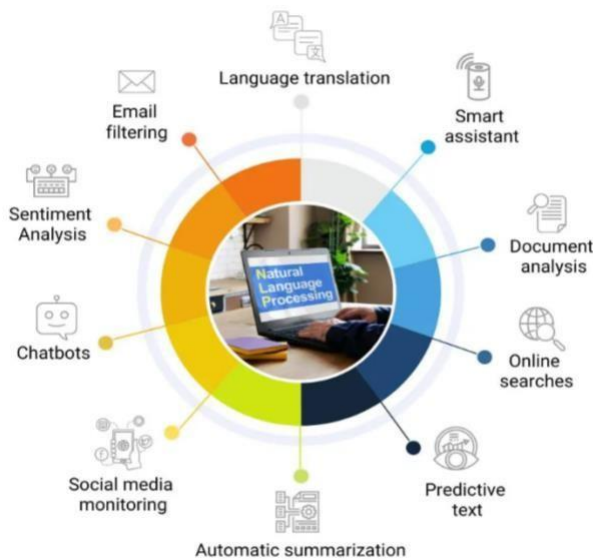 Language translation
Smart
assistant
Document
analysis
Online
searches
Predictive
text
Automatic summarization
Social media
monitoring
Chatbots
Sentiment
Analysis
Email
filtering
Natural
Language
Processing
A
文